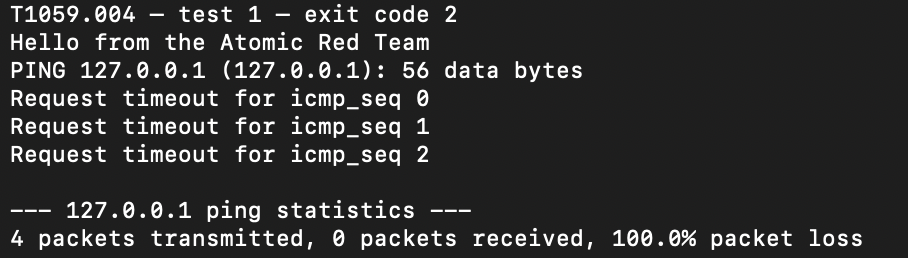 T1059.004 — test 1 — exit code 2
Hello from the Atomic Red Team
PING 127.0.0.1 (127.0.0.1): 56 data bytes
Request timeout for icmp_seq 0
Request timeout for icmp_seq 1
Request timeout for icmp_seq 2
--- 127.0.0.1 ping statistics ---
4 packets transmitted, 0 packets received, 100.0% packet loss